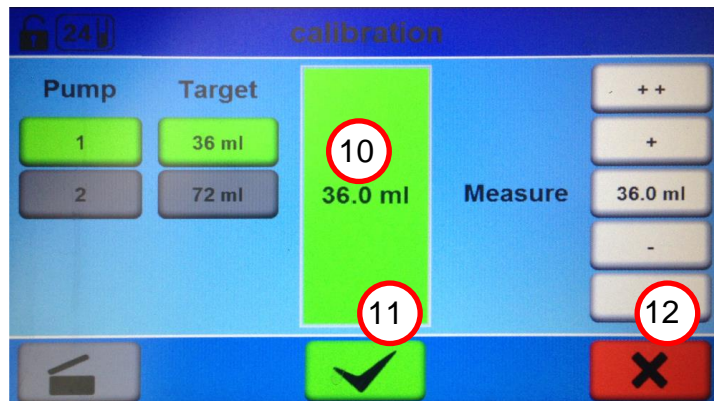 24
calibration
Pump Target
1 36 ml
2 72 ml
10
36.0 ml
Measure
++
+
36.0 ml
-
11
12